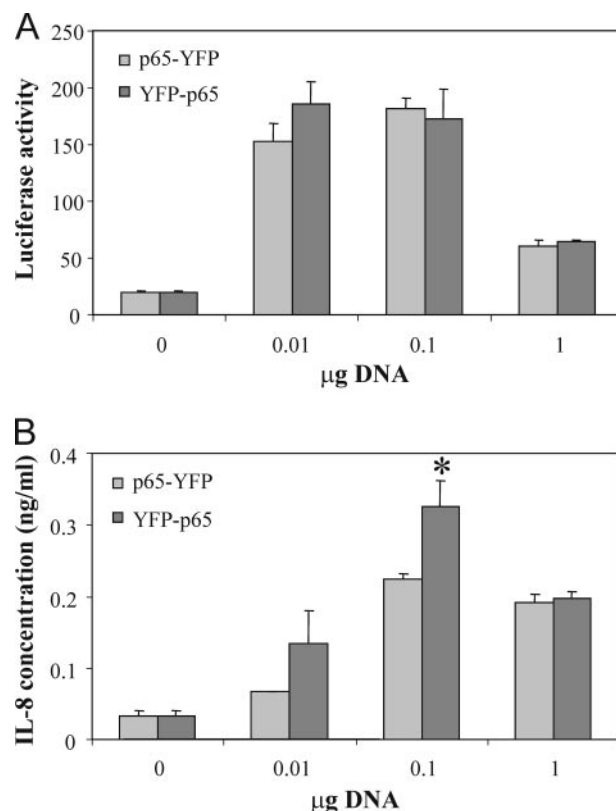 A
Luciferase activity
250
200
150
100
50
0
p65-YFP
YFP-p65
0 0.01 0.1 1
µg DNA
B
IL-8 concentration (ng/ml)
0.4
0.3
0.2
0.1
0
p65-YFP
YFP-p65
*
0 0.01 0.1 1
µg DNA